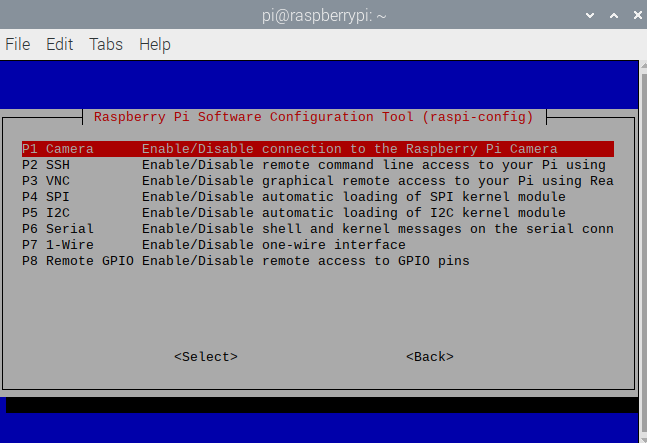 pi@raspberrypi: ~
File Edit Tabs Help
Raspberry Pi Software Configuration Tool (raspi-config)
P1 Camera Enable/Disable connection to the Raspberry Pi Camera
P2 SSH Enable/Disable remote command line access to your Pi using
P3 VNC Enable/Disable graphical remote access to your Pi using Rea
P4 SPI Enable/Disable automatic loading of SPI kernel module
P5 I2C Enable/Disable automatic loading of I2C kernel module
P6 Serial Enable/Disable shell and kernel messages on the serial conn
P7 1-Wire Enable/Disable one-wire interface
P8 Remote GPIO Enable/Disable remote access to GPIO pins
<Select> <Back>